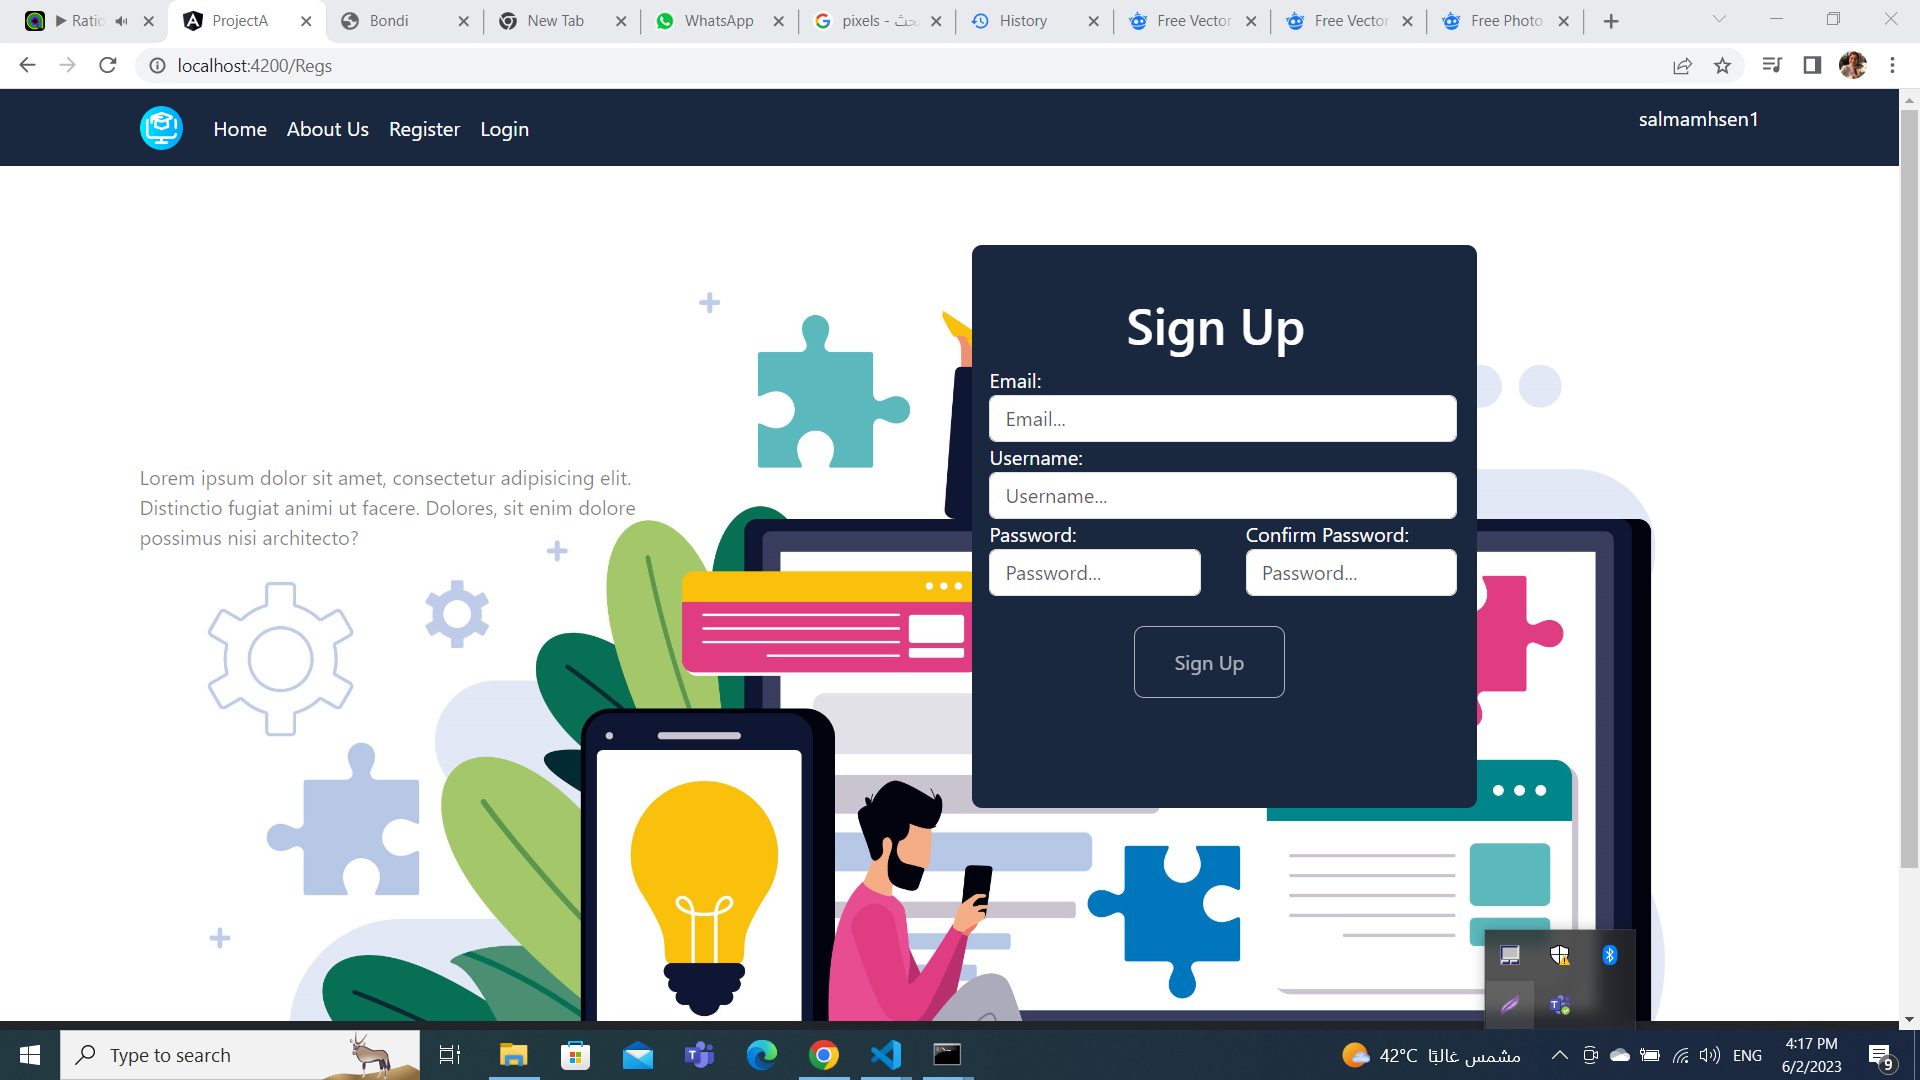 Ratio
ProjectA
Bondi
New Tab
WhatsApp
pixels - بحث
History
Free Vector
Free Vector
Free Photo
localhost:4200/Regs
Home About Us Register Login
salmamhsen1
Sign Up
Email:
Email...
Username:
Username...
Password: Confirm Password:
Password... Password...
Sign Up
Lorem ipsum dolor sit amet, consectetur adipisicing elit.
Distinctio fugiat animi ut facere. Dolores, sit enim dolore
possimus nisi architecto?
Type to search
42°C مشمس غالبًا
ENG
4:17 PM
6/2/2023
9